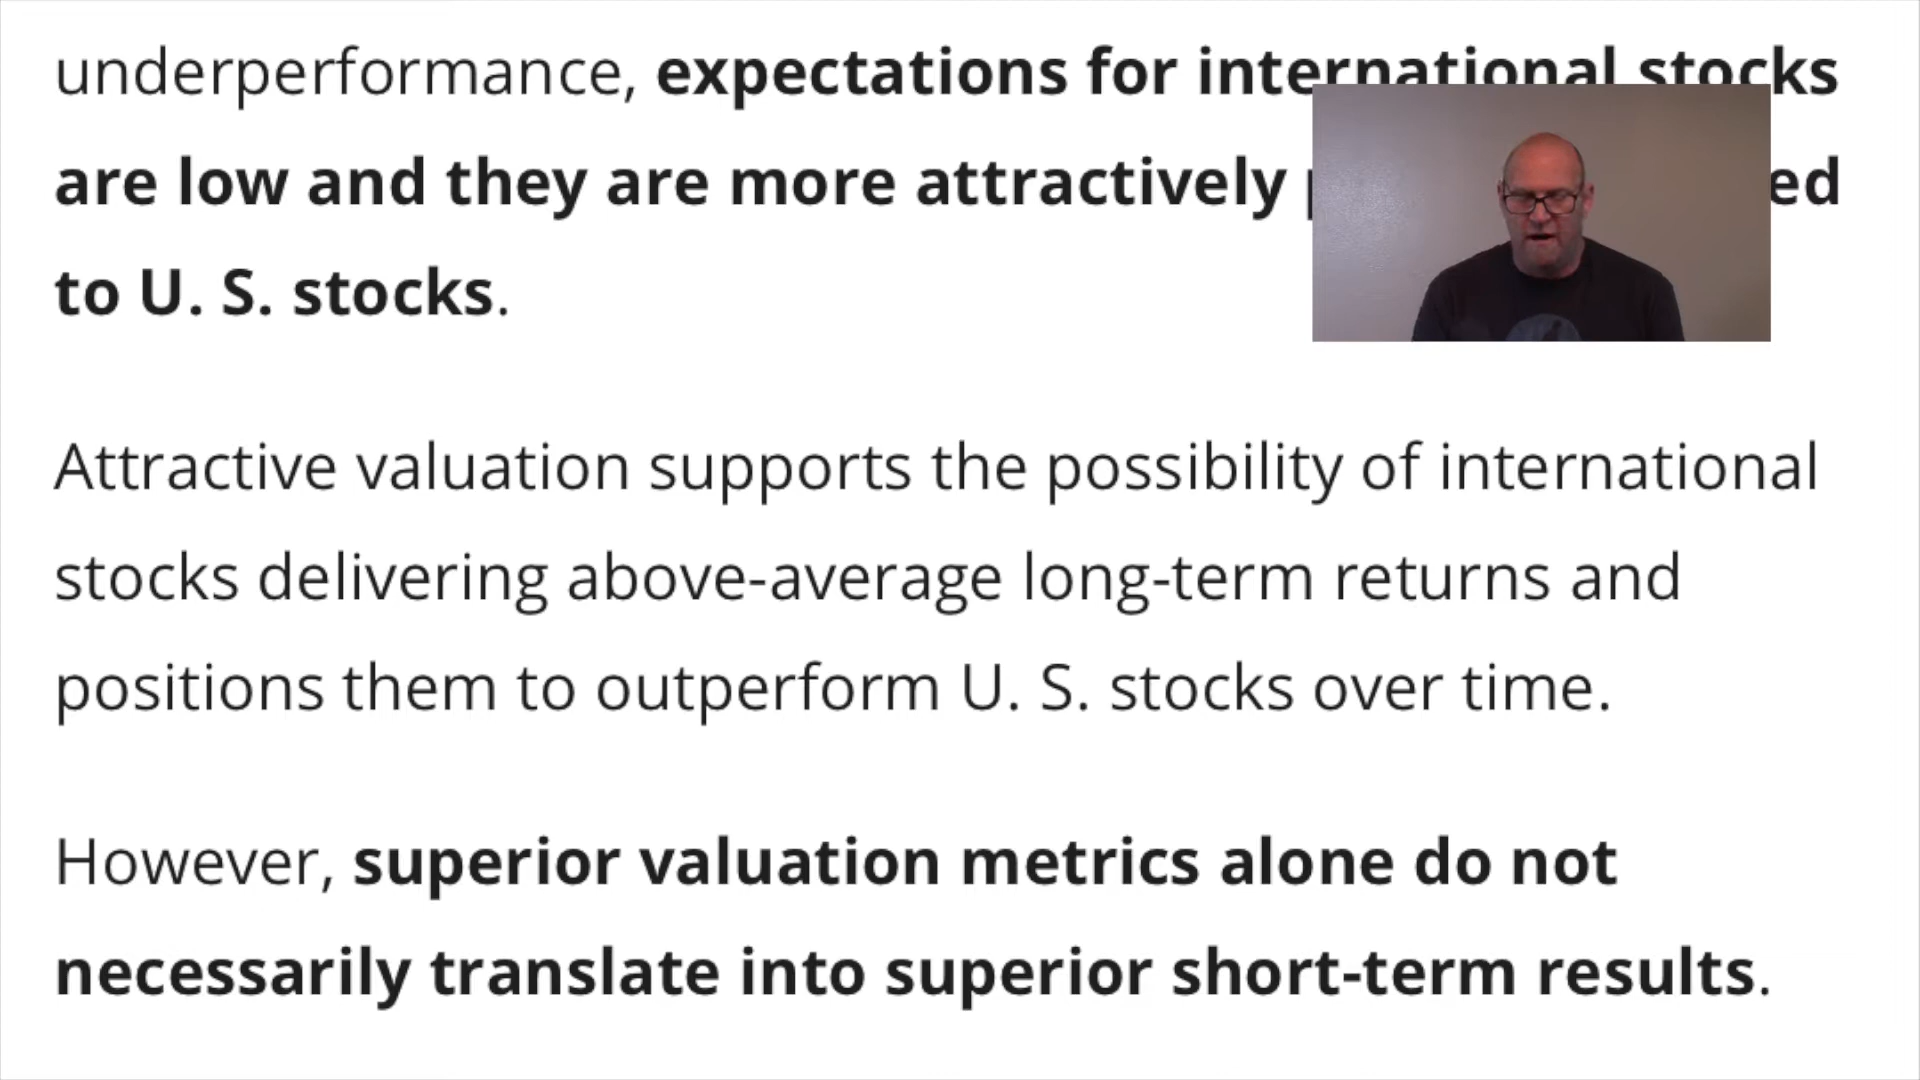 underperformance, expectations for international stocks
are low and they are more attractively
to U. S. stocks.
Attractive valuation supports the possibility of international
stocks delivering above-average long-term returns and
positions them to outperform U. S. stocks over time.
However, superior valuation metrics alone do not
necessarily translate into superior short-term results.